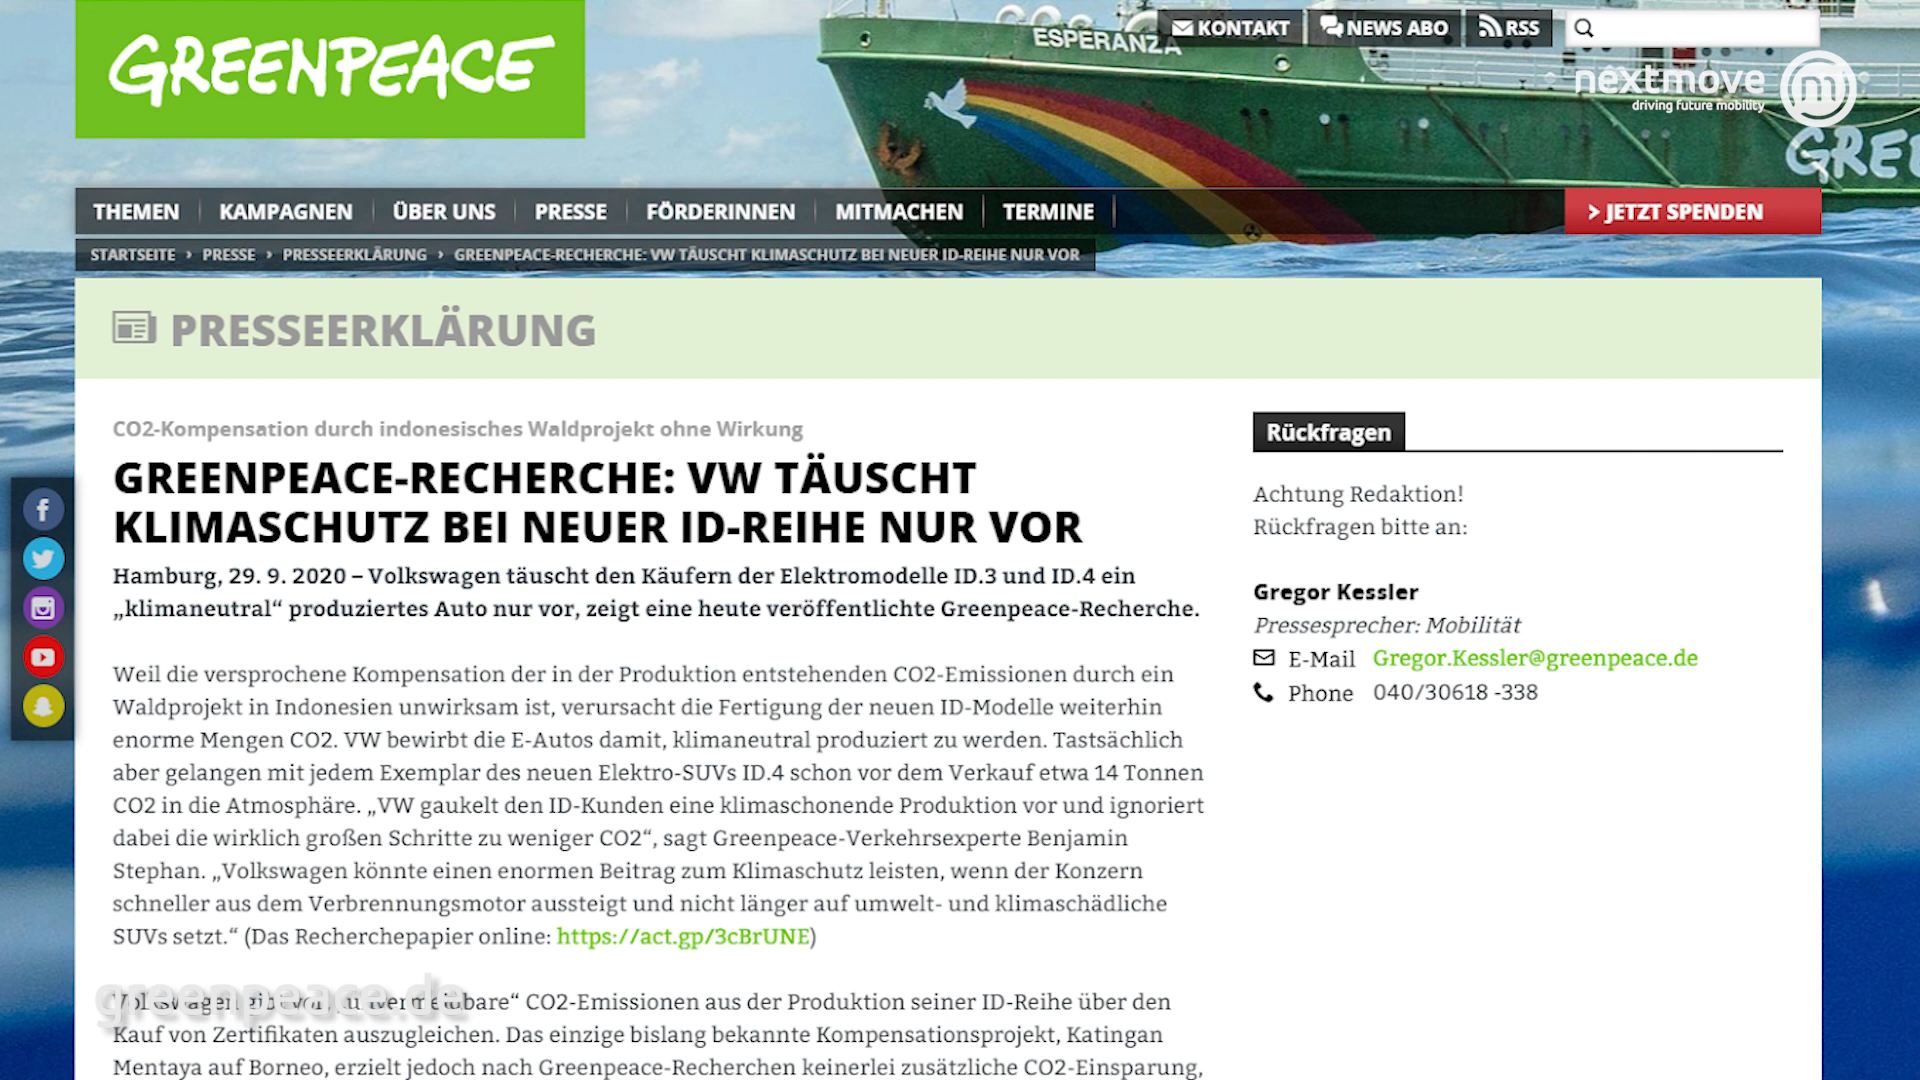 GREENPEACE
ESPERANZA
KONTAKT
NEWS ABO
RSS
nextmove
driving future mobility
m
GREE
THEMEN
KAMPAGNEN
ÜBER UNS
PRESSE
FÖRDERINNEN
MITMACHEN
TERMINE
> JETZT SPENDEN
STARTSEITE › PRESSE › PRESSEERKLÄRUNG › GREENPEACE-RECHERCHE: VW TÄUSCHT KLIMASCHUTZ BEI NEUER ID-REIHE NUR VOR
PRESSEERKLÄRUNG
CO2-Kompensation durch indonesisches Waldprojekt ohne Wirkung
GREENPEACE-RECHERCHE: VW TÄUSCHT
KLIMASCHUTZ BEI NEUER ID-REIHE NUR VOR
Hamburg, 29. 9. 2020 – Volkswagen täuscht den Käufern der Elektromodelle ID.3 und ID.4 ein
„klimaneutral“ produziertes Auto nur vor, zeigt eine heute veröffentlichte Greenpeace-Recherche.
Weil die versprochene Kompensation der in der Produktion entstehenden CO2-Emissionen durch ein
Waldprojekt in Indonesien unwirksam ist, verursacht die Fertigung der neuen ID-Modelle weiterhin
enorme Mengen CO2. VW bewirbt die E-Autos damit, klimaneutral produziert zu werden. Tastsächlich
aber gelangen mit jedem Exemplar des neuen Elektro-SUVs ID.4 schon vor dem Verkauf etwa 14 Tonnen
CO2 in die Atmosphäre. „VW gaukelt den ID-Kunden eine klimaschonende Produktion vor und ignoriert
dabei die wirklich großen Schritte zu weniger CO2“, sagt Greenpeace-Verkehrsexperte Benjamin
Stephan. „Volkswagen könnte einen enormen Beitrag zum Klimaschutz leisten, wenn der Konzern
schneller aus dem Verbrennungsmotor aussteigt und nicht länger auf umwelt- und klimaschädliche
SUVs setzt.“ (Das Recherchepapier online: https://act.gp/3cBrUNE)
Volkswagen gibt vor, „unvermeidbare“ CO2-Emissionen aus der Produktion seiner ID-Reihe über den
Kauf von Zertifikaten auszugleichen. Das einzige bislang bekannte Kompensationsprojekt, Katingan
Mentaya auf Borneo, erzielt jedoch nach Greenpeace-Recherchen keinerlei zusätzliche CO2-Einsparung,
greenpeace.de
Rückfragen
Achtung Redaktion!
Rückfragen bitte an:
Gregor Kessler
Pressesprecher: Mobilität
E-Mail Gregor.Kessler@greenpeace.de
Phone 040/30618 -338